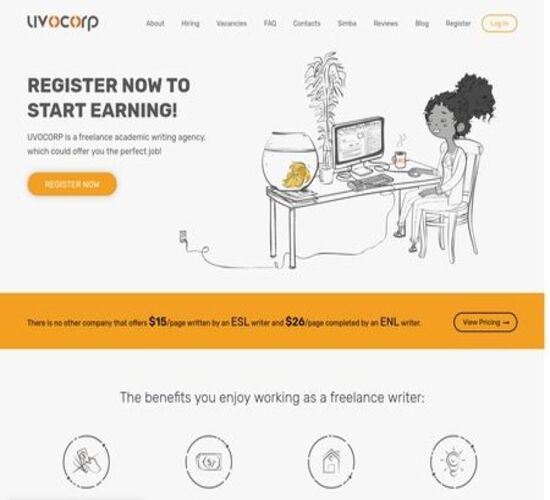 uvocorp
About Hiring Vacancies FAQ Contacts Simba Reviews Blog Register Log In
REGISTER NOW TO
START EARNING!
UVOCORP is a freelance academic writing agency,
which could offer you the perfect job!
REGISTER NOW
There is no other company that offers $15/page written by an ESL writer and $26/page completed by an ENL writer.
View Pricing →
The benefits you enjoy working as a freelance writer: